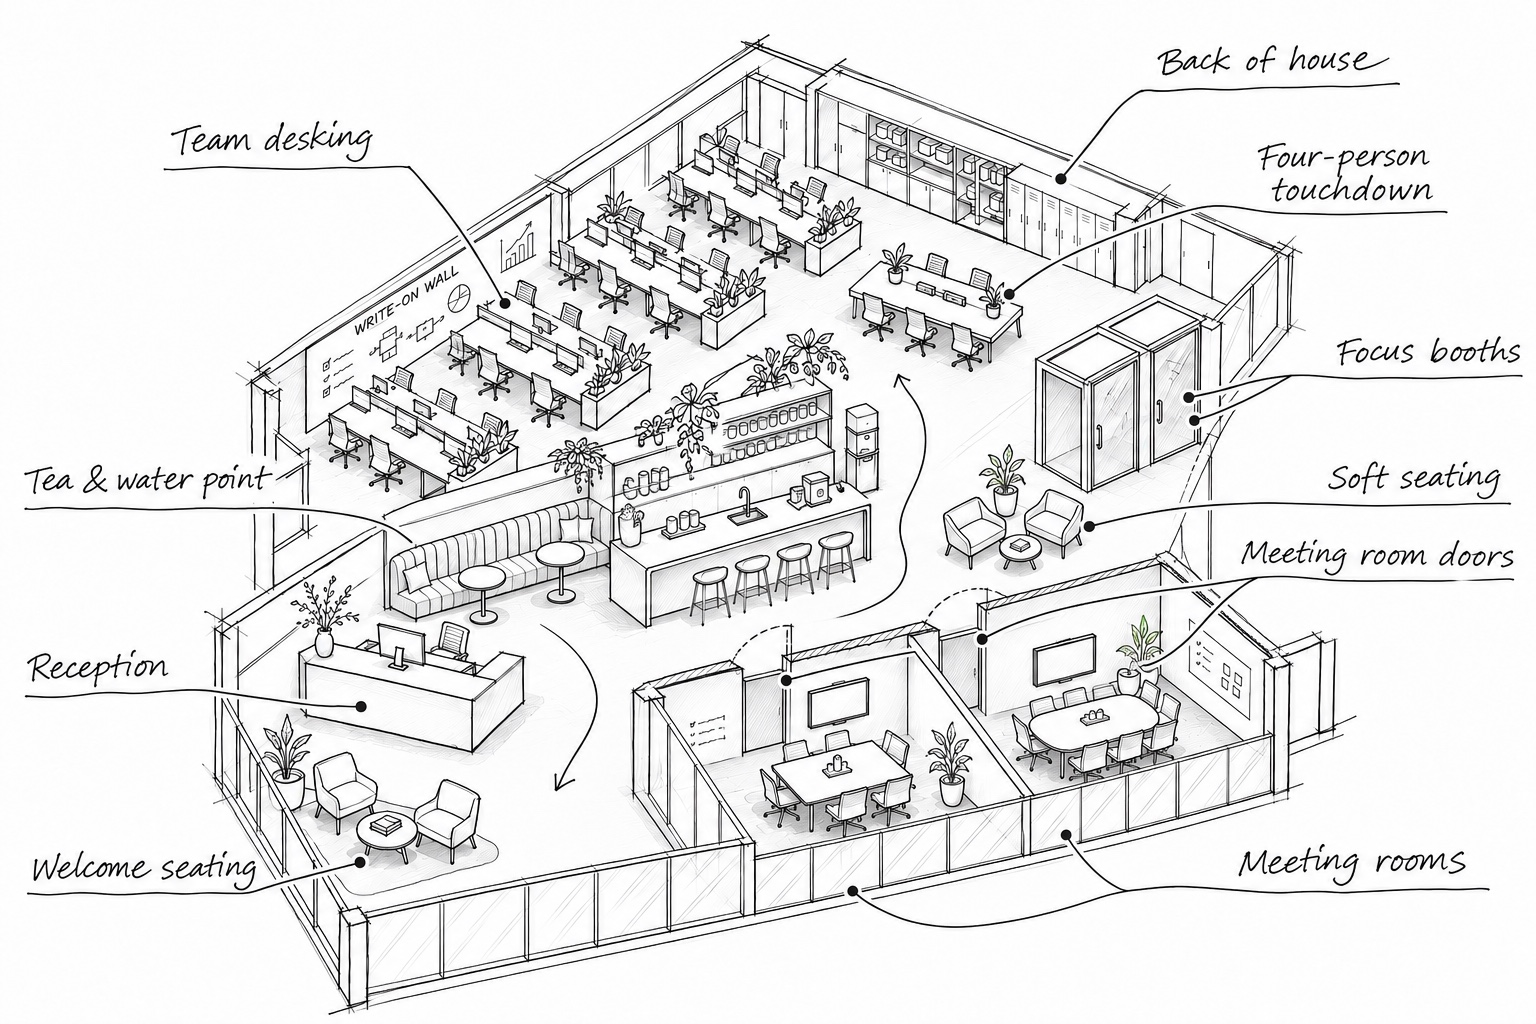 Back of house
Team desking
Four-person
touchdown
WRITE-ON WALL
Focus booths
Tea & water point
Soft seating
Meeting room doors
Reception
Welcome seating
Meeting rooms